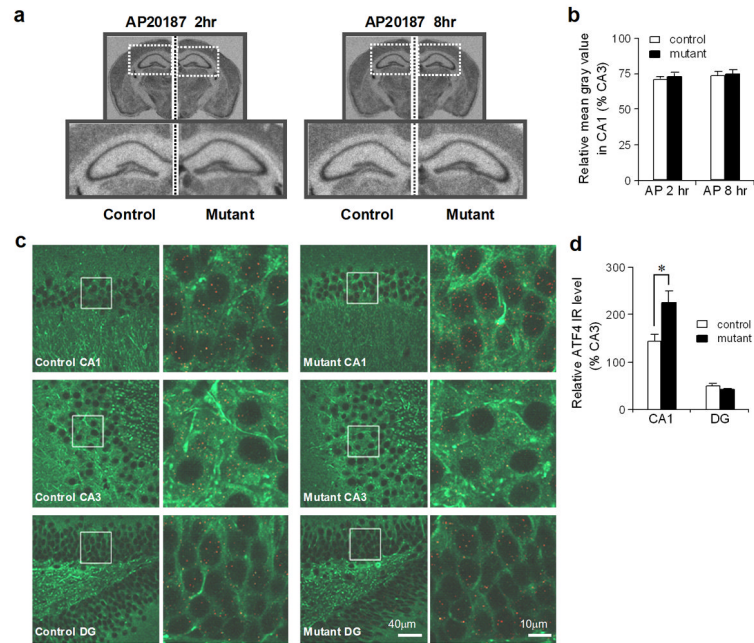 a
AP20187 2hr
AP20187 8hr
Control
Mutant
Control
Mutant
b
control
mutant
Relative mean gray value
in CA1 (% CA3)
100
75
50
25
0
AP 2 hr
AP 8 hr
c
Control CA1
Mutant CA1
Control CA3
Mutant CA3
Control DG
Mutant DG
40μm
10μm
d
Relative ATF4 IR level
(% CA3)
300
200
100
0
*
control
mutant
CA1
DG